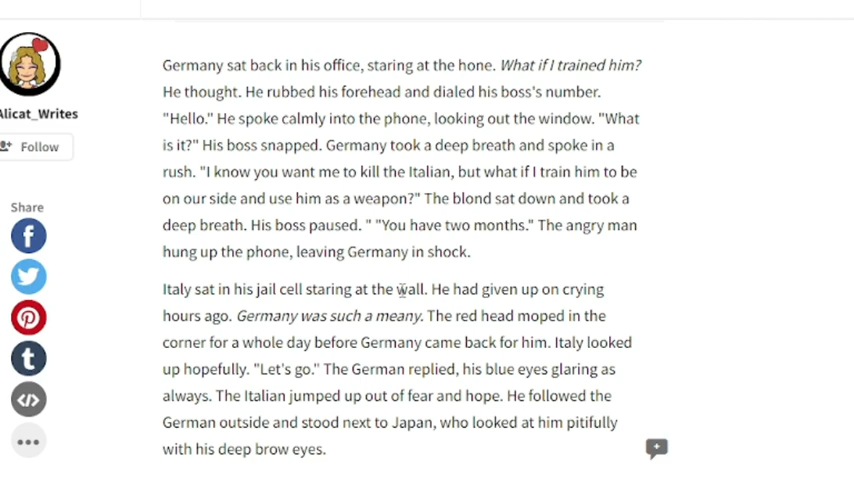 Germany sat back in his office, staring at the hone. What if I trained him?
He thought. He rubbed his forehead and dialed his boss's number.
"Hello." He spoke calmly into the phone, looking out the window. "What
is it?" His boss snapped. Germany took a deep breath and spoke in a
rush. "I know you want me to kill the Italian, but what if I train him to be
on our side and use him as a weapon?" The blond sat down and took a
deep breath. His boss paused. " "You have two months." The angry man
hung up the phone, leaving Germany in shock.
Alicat_Writes
Follow
Share
Italy sat in his jail cell staring at the wall. He had given up on crying
hours ago. Germany was such a meany. The red head moped in the
corner for a whole day before Germany came back for him. Italy looked
up hopefully. "Let's go." The German replied, his blue eyes glaring as
always. The Italian jumped up out of fear and hope. He followed the
German outside and stood next to Japan, who looked at him pitifully
with his deep brow eyes.